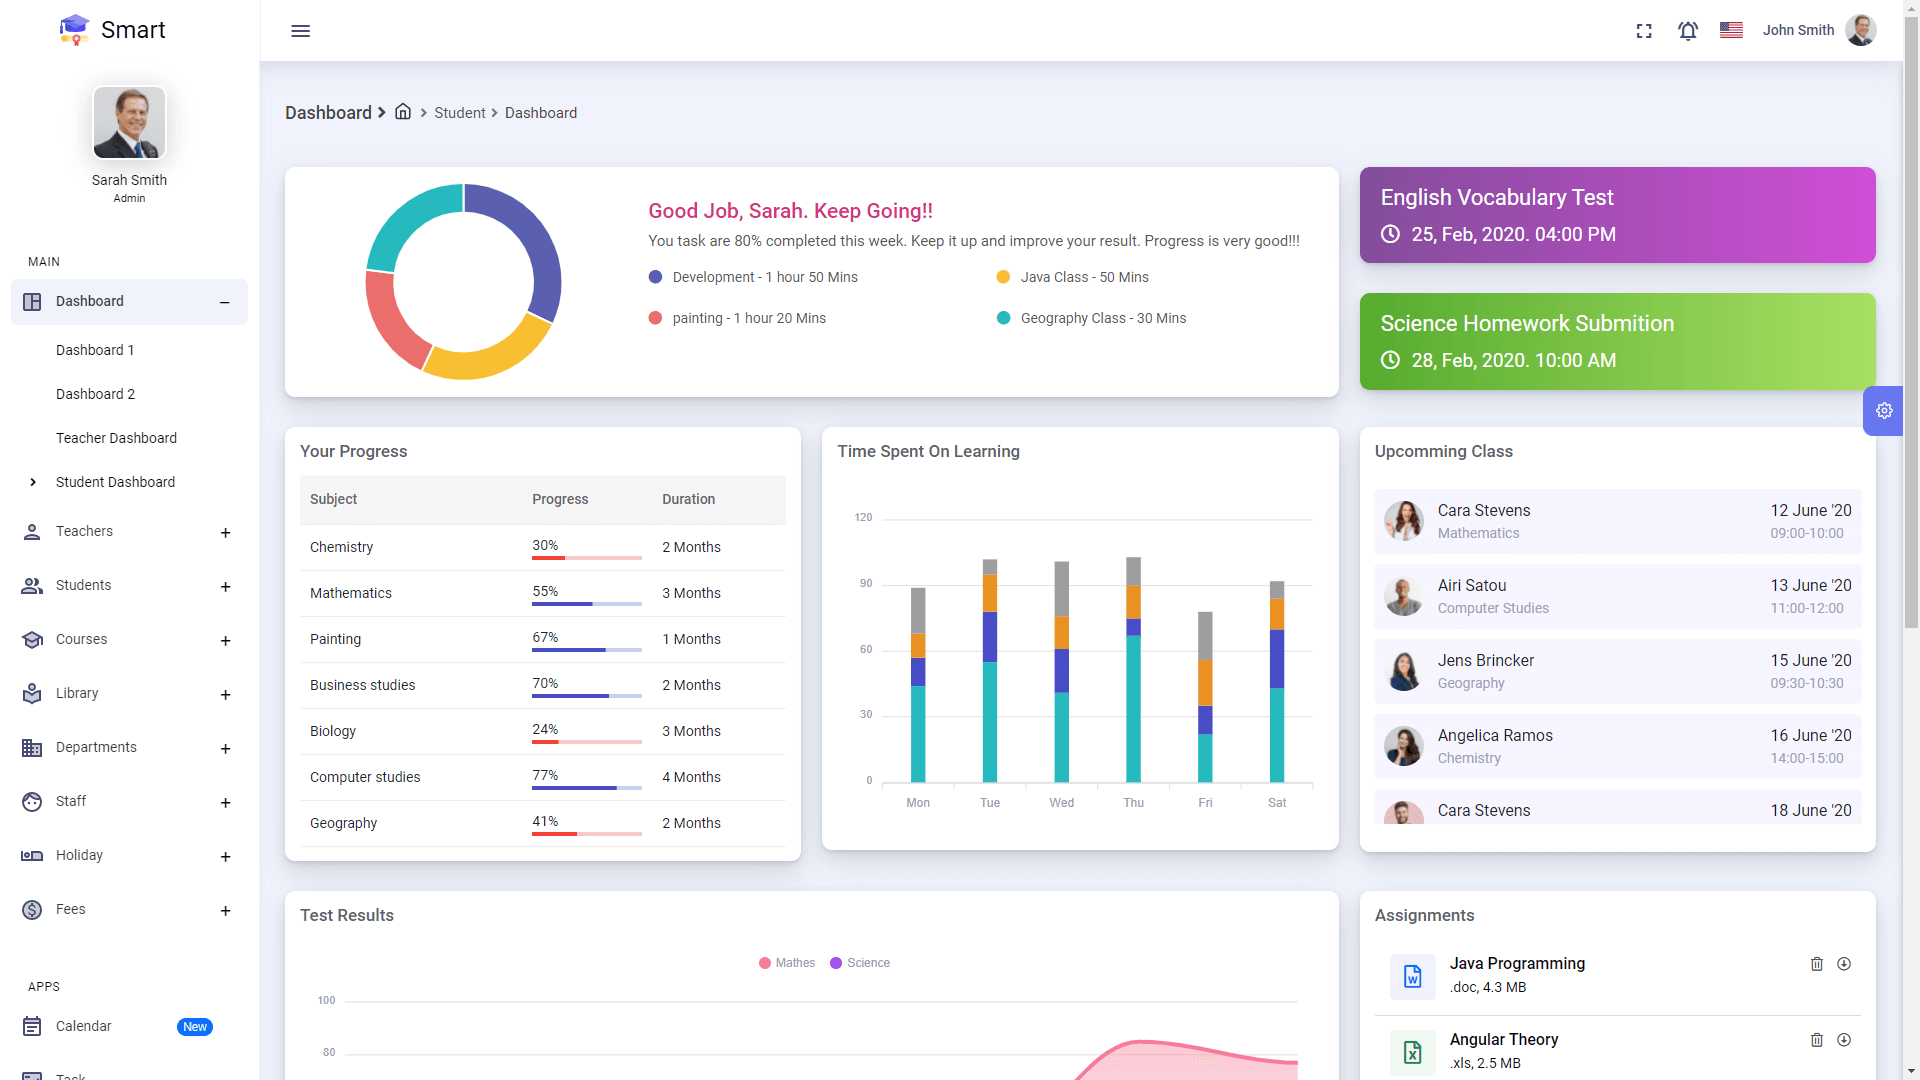 Smart
John Smith
Sarah Smith
Admin
MAIN
Dashboard
Dashboard 1
Dashboard 2
Teacher Dashboard
Student Dashboard
Teachers
Students
Courses
Library
Departments
Staff
Holiday
Fees
APPS
Calendar New
Task
Dashboard Student Dashboard
Good Job, Sarah. Keep Going!!
You task are 80% completed this week. Keep it up and improve your result. Progress is very good!!!
Development - 1 hour 50 Mins
Java Class - 50 Mins
painting - 1 hour 20 Mins
Geography Class - 30 Mins
English Vocabulary Test
25, Feb, 2020. 04:00 PM
Science Homework Submition
28, Feb, 2020. 10:00 AM
Your Progress
Subject Progress Duration
Chemistry 30% 2 Months
Mathematics 55% 3 Months
Painting 67% 1 Months
Business studies 70% 2 Months
Biology 24% 3 Months
Computer studies 77% 4 Months
Geography 41% 2 Months
Time Spent On Learning
120
90
60
30
0
Mon Tue Wed Thu Fri Sat
Upcomming Class
Cara Stevens 12 June '20
Mathematics 09:00-10:00
Airi Satou 13 June '20
Computer Studies 11:00-12:00
Jens Brincker 15 June '20
Geography 09:30-10:30
Angelica Ramos 16 June '20
Chemistry 14:00-15:00
Cara Stevens 18 June '20
Test Results
Mathes Science
100
80
Assignments
Java Programming
.doc, 4.3 MB
Angular Theory
.xls, 2.5 MB